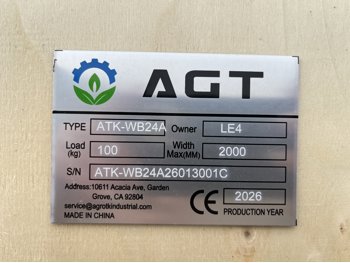 AGT
TYPE ATK-WB24A Owner LE4
Load (kg) 100 Width Max(MM) 2000
S/N ATK-WB24A26013001C
Address:10611 Acacia Ave, Garden
Grove, CA 92804
service@agrotkindustrial.com
MADE IN CHINA
CE 2026
PRODUCTION YEAR